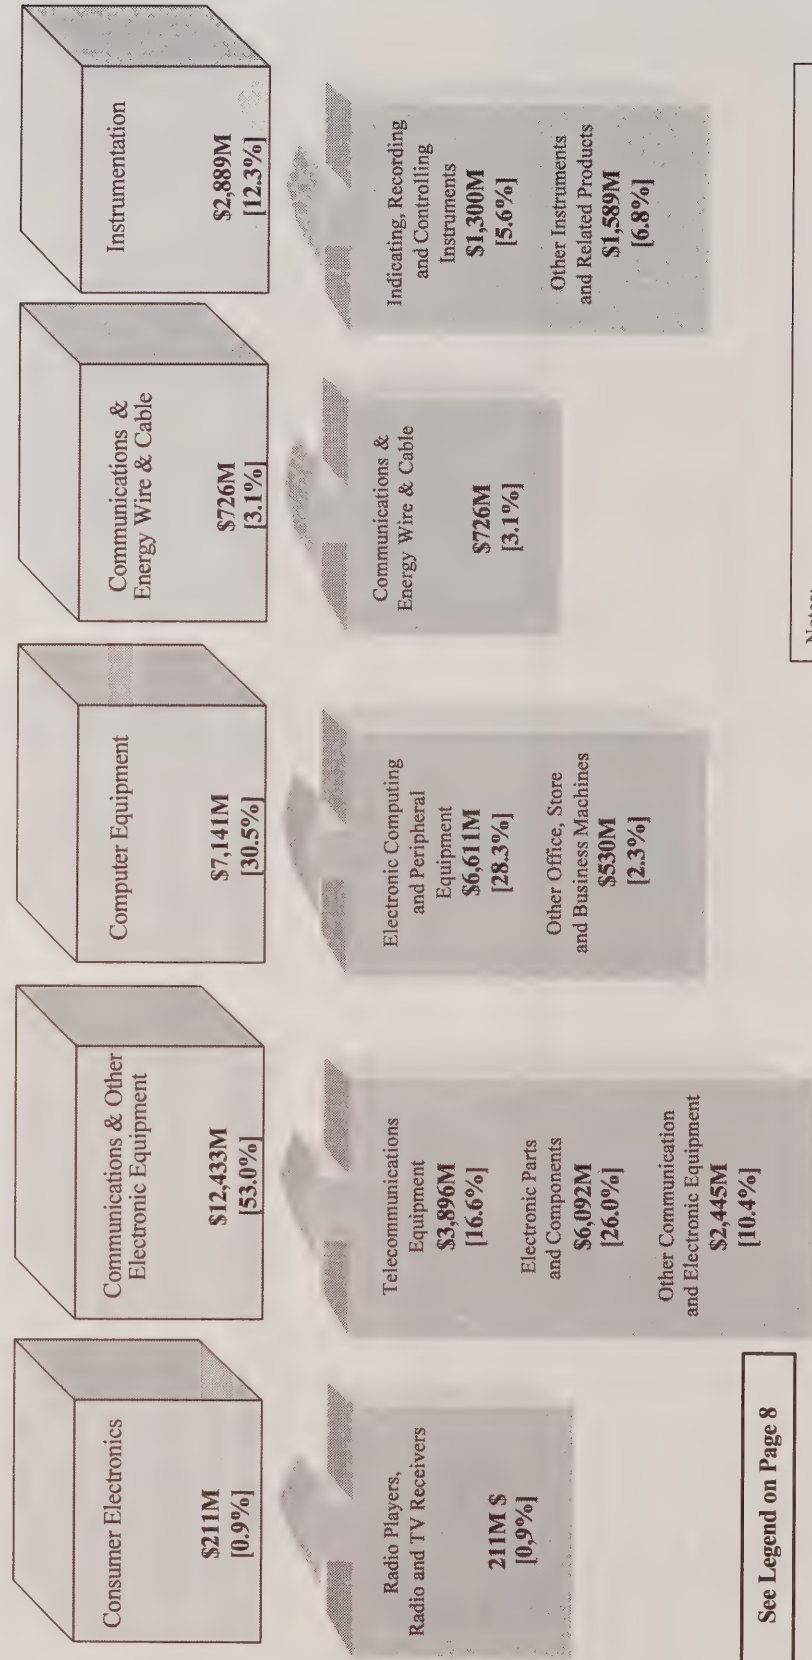 Consumer Electronics
$211M
[0.9%]
Communications & Other
Electronic Equipment
$12,433M
[53.0%]
Computer Equipment
$7,141M
[30.5%]
Communications &
Energy Wire & Cable
$726M
[3.1%]
Instrumentation
$2,889M
[12.3%]
Radio Players,
Radio and TV Receivers
211M $
[0,9%]
Telecommunications
Equipment
$3,896M
[16.6%]
Electronic Parts
and Components
$6,092M
[26.0%]
Other Communication
and Electronic Equipment
$2,445M
[10.4%]
Electronic Computing
and Peripheral
Equipment
$6,611M
[28.3%]
Other Office, Store
and Business Machines
$530M
[2.3%]
Communications &
Energy Wire & Cable
$726M
[3.1%]
Indicating, Recording
and Controlling
Instruments
$1,300M
[5.6%]
Other Instruments
and Related Products
$1,589M
[6.8%]
See Legend on Page 8
Notes: